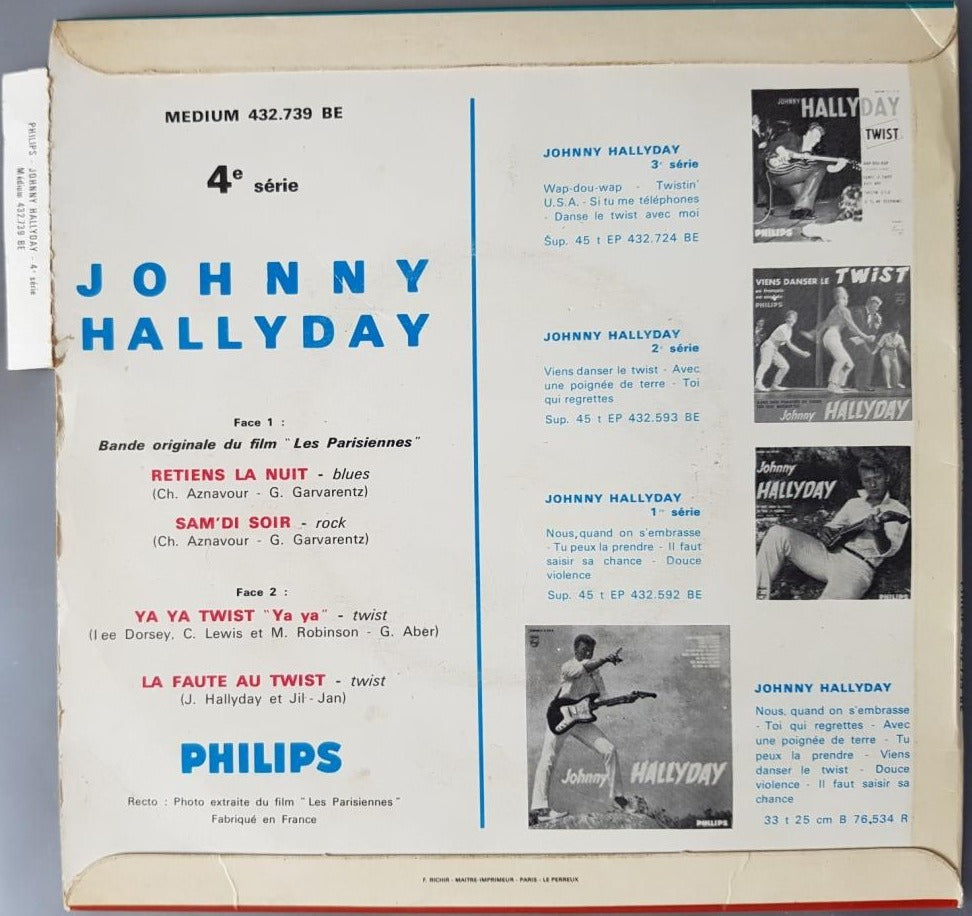 PHILIPS - JOHNNY HALLYDAY - 4e série
Médium 432.739 BE
MEDIUM 432.739 BE
4e série
JOHNNY
HALLYDAY
Face 1 :
Bande originale du film "Les Parisiennes"
RETIENS LA NUIT - blues
(Ch. Aznavour - G. Garvarentz)
SAM'DI SOIR - rock
(Ch. Aznavour - G. Garvarentz)
Face 2 :
YA YA TWIST "Ya ya" - twist
(Lee Dorsey, C. Lewis et M. Robinson - G. Aber)
LA FAUTE AU TWIST - twist
(J. Hallyday et Jil-Jan)
PHILIPS
Recto : Photo extraite du film "Les Parisiennes"
Fabriqué en France
JOHNNY HALLYDAY
3e série
Wap-dou-wap - Twistin'
U.S.A. - Si tu me téléphones
- Danse le twist avec moi
Sup. 45 t EP 432.724 BE
JOHNNY HALLYDAY
TWIST
PHILIPS
JOHNNY HALLYDAY
2e série
Viens danser le twist - Avec
une poignée de terre - Toi
qui regrettes
Sup. 45 t EP 432.593 BE
VIENS DANSER LE TWIST
en français
en anglais
PHILIPS
Johnny HALLYDAY
JOHNNY HALLYDAY
1re série
Nous, quand on s'embrasse
- Tu peux la prendre - Il faut
saisir sa chance - Douce
violence
Sup. 45 t EP 432.592 BE
Johnny
HALLYDAY
PHILIPS
Johnny HALLYDAY
PHILIPS
JOHNNY HALLYDAY
Nous, quand on s'embrasse
- Toi qui regrettes - Avec
une poignée de terre - Tu
peux la prendre - Viens
danser le twist - Douce
violence - Il faut saisir sa
chance
33 t 25 cm B 76,534 R
F. RICHIR - MAITRE-IMPRIMEUR - PARIS - LE PERREUX